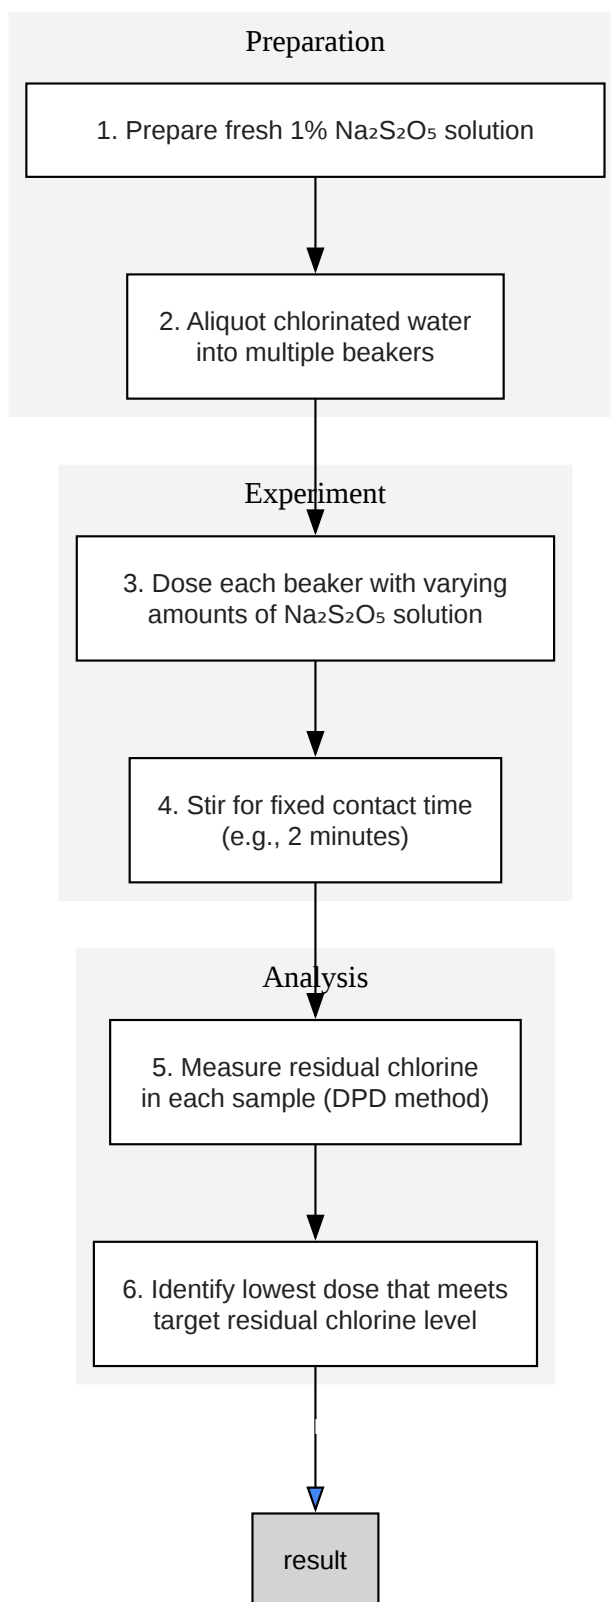 Preparation
1. Prepare fresh 1% Na₂S₂O₅ solution
2. Aliquot chlorinated water
into multiple beakers
Experiment
3. Dose each beaker with varying
amounts of Na₂S₂O₅ solution
4. Stir for fixed contact time
(e.g., 2 minutes)
Analysis
5. Measure residual chlorine
in each sample (DPD method)
6. Identify lowest dose that meets
target residual chlorine level
result